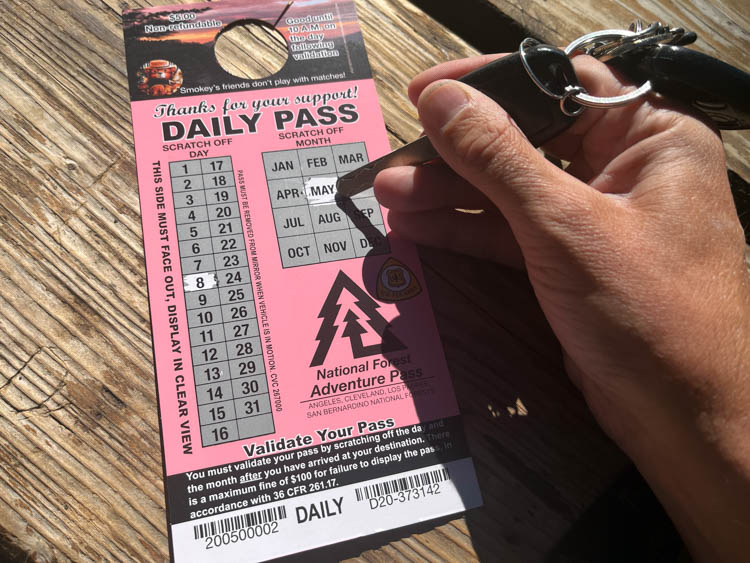 $5.00
Non-refundable
Good until
10 A.M. on
the day
following
validation
Smokey's friends don't play with matches!
Thanks for your support!
DAILY PASS
SCRATCH OFF
DAY
SCRATCH OFF
MONTH
1 17
2 18
3 19
4 20
5 21
6 22
7 23
8 24
9 25
10 26
11 27
12 28
13 29
14 30
15 31
16
JAN FEB MAR
APR MAY
JUL AUG SEP
OCT NOV DEC
THIS SIDE MUST FACE OUT, DISPLAY IN CLEAR VIEW
PASS MUST BE REMOVED FROM MIRROR WHEN VEHICLE IS IN MOTION. CVC 267000
National Forest
Adventure Pass
ANGELES, CLEVELAND, LOS PADRES,
SAN BERNARDINO NATIONAL FORESTS
Validate Your Pass
You must validate your pass by scratching off the day and
the month after you have arrived at your destination. There
is a maximum fine of $100 for failure to display the pass, in
accordance with 36 CFR 261.17.
200500002
DAILY
D20-373142